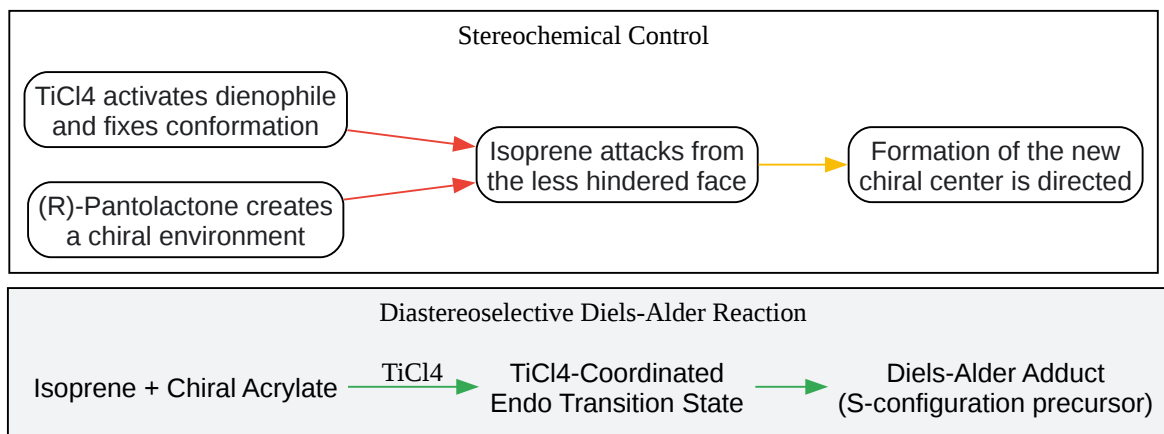 Stereochemical Control
TiCl4 activates dienophile
and fixes conformation
(R)-Pantolactone creates
a chiral environment
Isoprene attacks from
the less hindered face
Formation of the new
chiral center is directed
Diastereoselective Diels-Alder Reaction
Isoprene + Chiral Acrylate
TiCl4
TiCl4-Coordinated
Endo Transition State
Diels-Alder Adduct
(S-configuration precursor)